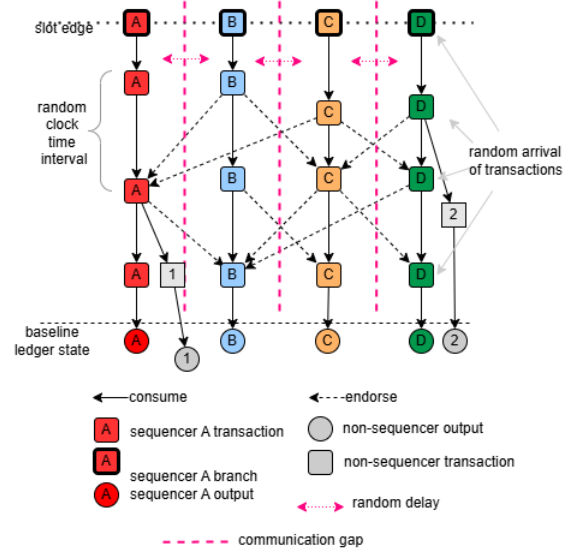 slot edge
A B C D
A B
C D
random
clock
time
interval
random arrival
of transactions
A B C D
2
A 1 B C D
baseline
ledger state
A 1 B C D 2
consume
endorse
A sequencer A transaction
non-sequencer output
A
sequencer A branch
non-sequencer transaction
A sequencer A output
random delay
communication gap